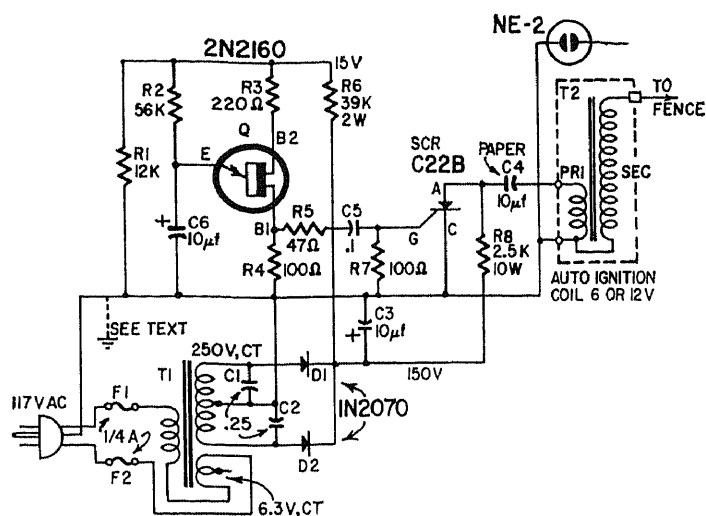 NE-2
2N2160
15V
R2
56K
R3
220Ω
R6
39K
2W
T2
TO
FENCE
Q
B2
R1
12K
E
SCR
C22B
PAPER
C4
10µf
A
PRI
SEC
C6
+
10µf
B1
R5
47Ω
C5
.1
G
C
R8
2.5K
10W
R4
100Ω
R7
100Ω
AUTO IGNITION
COIL 6 OR 12V
SEE TEXT
C3
+
10µf
250V,CT
T1
C1
D1
150V
117VAC
F1
C2
1N2070
1/4A
.25
F2
D2
6.3V,CT